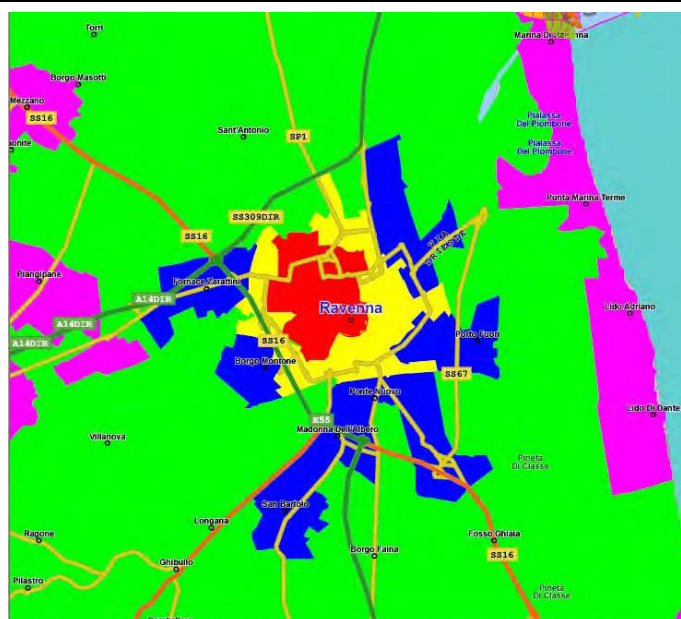 Torri
Marina Di Ravenna
Borgo Masotti
Mezzano
SS16
Pialassa
Del Piombone
Sant'Antonio
SP1
Pialassa
Del Piombone
Punta Marina Terme
SS309DIR
SS16
VIA
Piangipane
Fornace Zarattini
A14DIR
Ravenna
Lido Adriano
A14DIR
A14DIR
SS16
Porto Fuori
Borgo Montone
SS67
Ponte Nuovo
Lido Di Dante
E55
Madonna Dell'Albero
Villanova
Pineta
Di Classe
San Bartolo
Longana
Ragone
Fosso Ghiaia
Borgo Faina
SS16
Ghibullo
Pilastro
Pineta
Di Classe